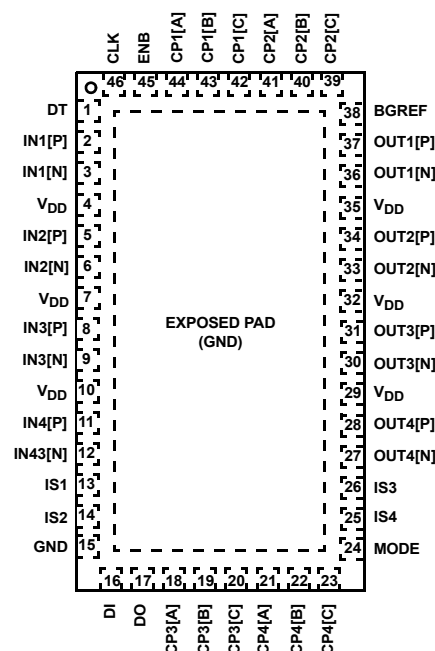 CLK
ENB
CP1[A]
CP1[B]
CP1[C]
CP2[A]
CP2[B]
CP2[C]
46
45
44
43
42
41
40
39
DT 1
IN1[P] 2
IN1[N] 3
VDD 4
IN2[P] 5
IN2[N] 6
VDD 7
IN3[P] 8
IN3[N] 9
VDD 10
IN4[P] 11
IN43[N] 12
IS1 13
IS2 14
GND 15
EXPOSED PAD
(GND)
38 BGREF
37 OUT1[P]
36 OUT1[N]
35 VDD
34 OUT2[P]
33 OUT2[N]
32 VDD
31 OUT3[P]
30 OUT3[N]
29 VDD
28 OUT4[P]
27 OUT4[N]
26 IS3
25 IS4
24 MODE
16
17
18
19
20
21
22
23
DI
DO
CP3[A]
CP3[B]
CP3[C]
CP4[A]
CP4[B]
CP4[C]